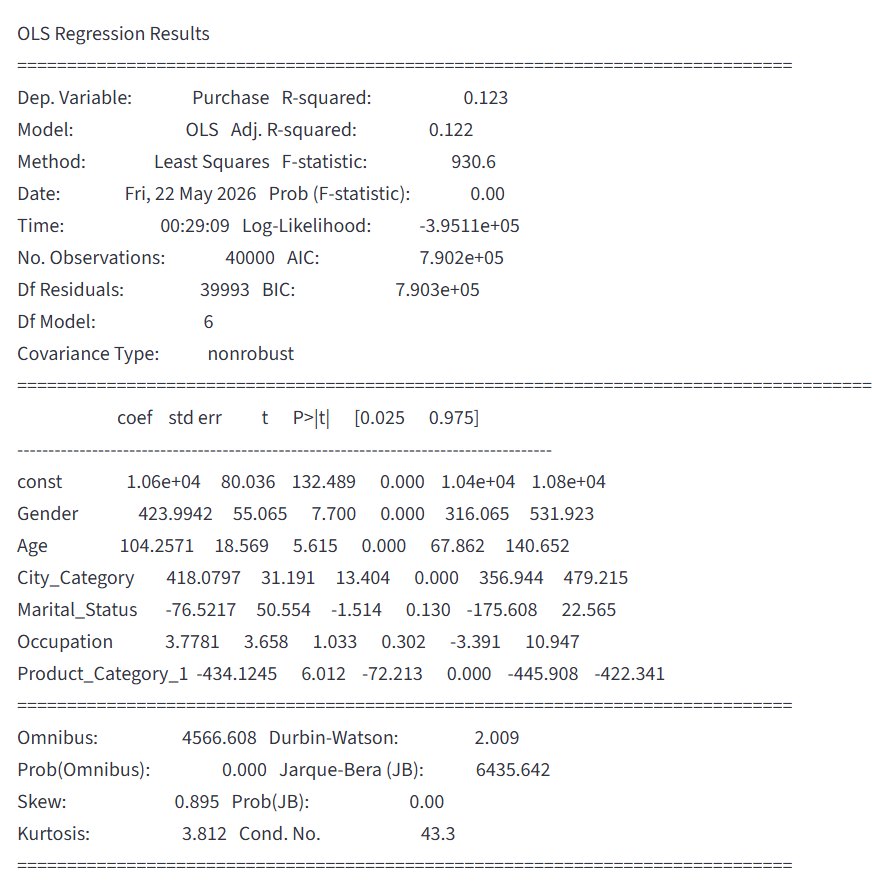 OLS Regression Results
==============================================================================
Dep. Variable: Purchase R-squared: 0.123
Model: OLS Adj. R-squared: 0.122
Method: Least Squares F-statistic: 930.6
Date: Fri, 22 May 2026 Prob (F-statistic): 0.00
Time: 00:29:09 Log-Likelihood: -3.9511e+05
No. Observations: 40000 AIC: 7.902e+05
Df Residuals: 39993 BIC: 7.903e+05
Df Model: 6
Covariance Type: nonrobust
======================================================================================
coef std err t P>|t| [0.025 0.975]
--------------------------------------------------------------------------------------
const 1.06e+04 80.036 132.489 0.000 1.04e+04 1.08e+04
Gender 423.9942 55.065 7.700 0.000 316.065 531.923
Age 104.2571 18.569 5.615 0.000 67.862 140.652
City_Category 418.0797 31.191 13.404 0.000 356.944 479.215
Marital_Status -76.5217 50.554 -1.514 0.130 -175.608 22.565
Occupation 3.7781 3.658 1.033 0.302 -3.391 10.947
Product_Category_1 -434.1245 6.012 -72.213 0.000 -445.908 -422.341
==============================================================================
Omnibus: 4566.608 Durbin-Watson: 2.009
Prob(Omnibus): 0.000 Jarque-Bera (JB): 6435.642
Skew: 0.895 Prob(JB): 0.00
Kurtosis: 3.812 Cond. No. 43.3
==============================================================================